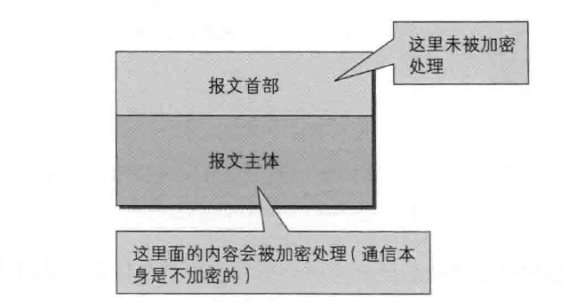 这里未被加密
处理
报文首部
报文主体
这里面的内容会被加密处理（通信本
身是不加密的）